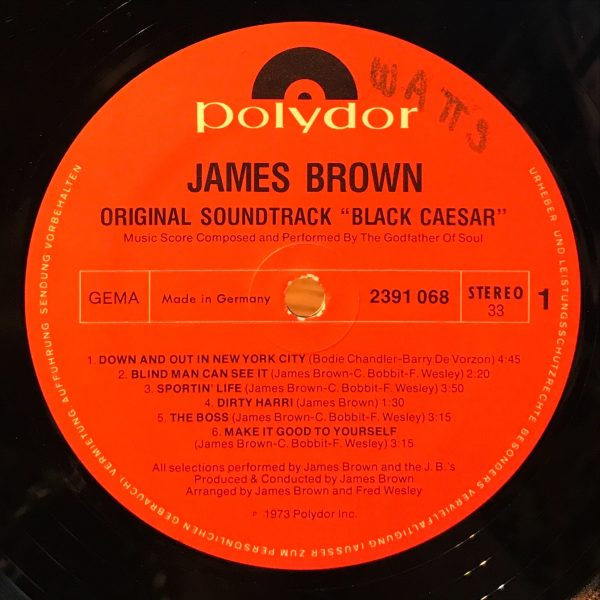 WATTS
polydor
JAMES BROWN
ORIGINAL SOUNDTRACK "BLACK CAESAR"
Music Score Composed and Performed By The Godfather Of Soul
GEMA
Made in Germany
2391 068
STEREO
33
1
1. DOWN AND OUT IN NEW YORK CITY (Bodie Chandler-Barry De Vorzon) 4:45
2. BLIND MAN CAN SEE IT (James Brown-C. Bobbit-F. Wesley) 2:20
3. SPORTIN' LIFE (James Brown-C. Bobbit-F. Wesley) 3:50
4. DIRTY HARRI (James Brown) 1:30
5. THE BOSS (James Brown-C. Bobbit-F. Wesley) 3:15
6. MAKE IT GOOD TO YOURSELF
(James Brown-C. Bobbit-F. Wesley) 3:15
All selections performed by James Brown and the J. B.'s
Produced & Conducted by James Brown
Arranged by James Brown and Fred Wesley
℗ 1973 Polydor Inc.
URHEBER- UND LEISTUNGSSCHUTZRECHTE BESONDERS VERVIELFÄLTIGUNG (AUSSER ZUM PERSÖNLICHEN GEBRAUCH) VERMIETUNG AUFFÜHRUNG SENDUNG VORBEHALTEN